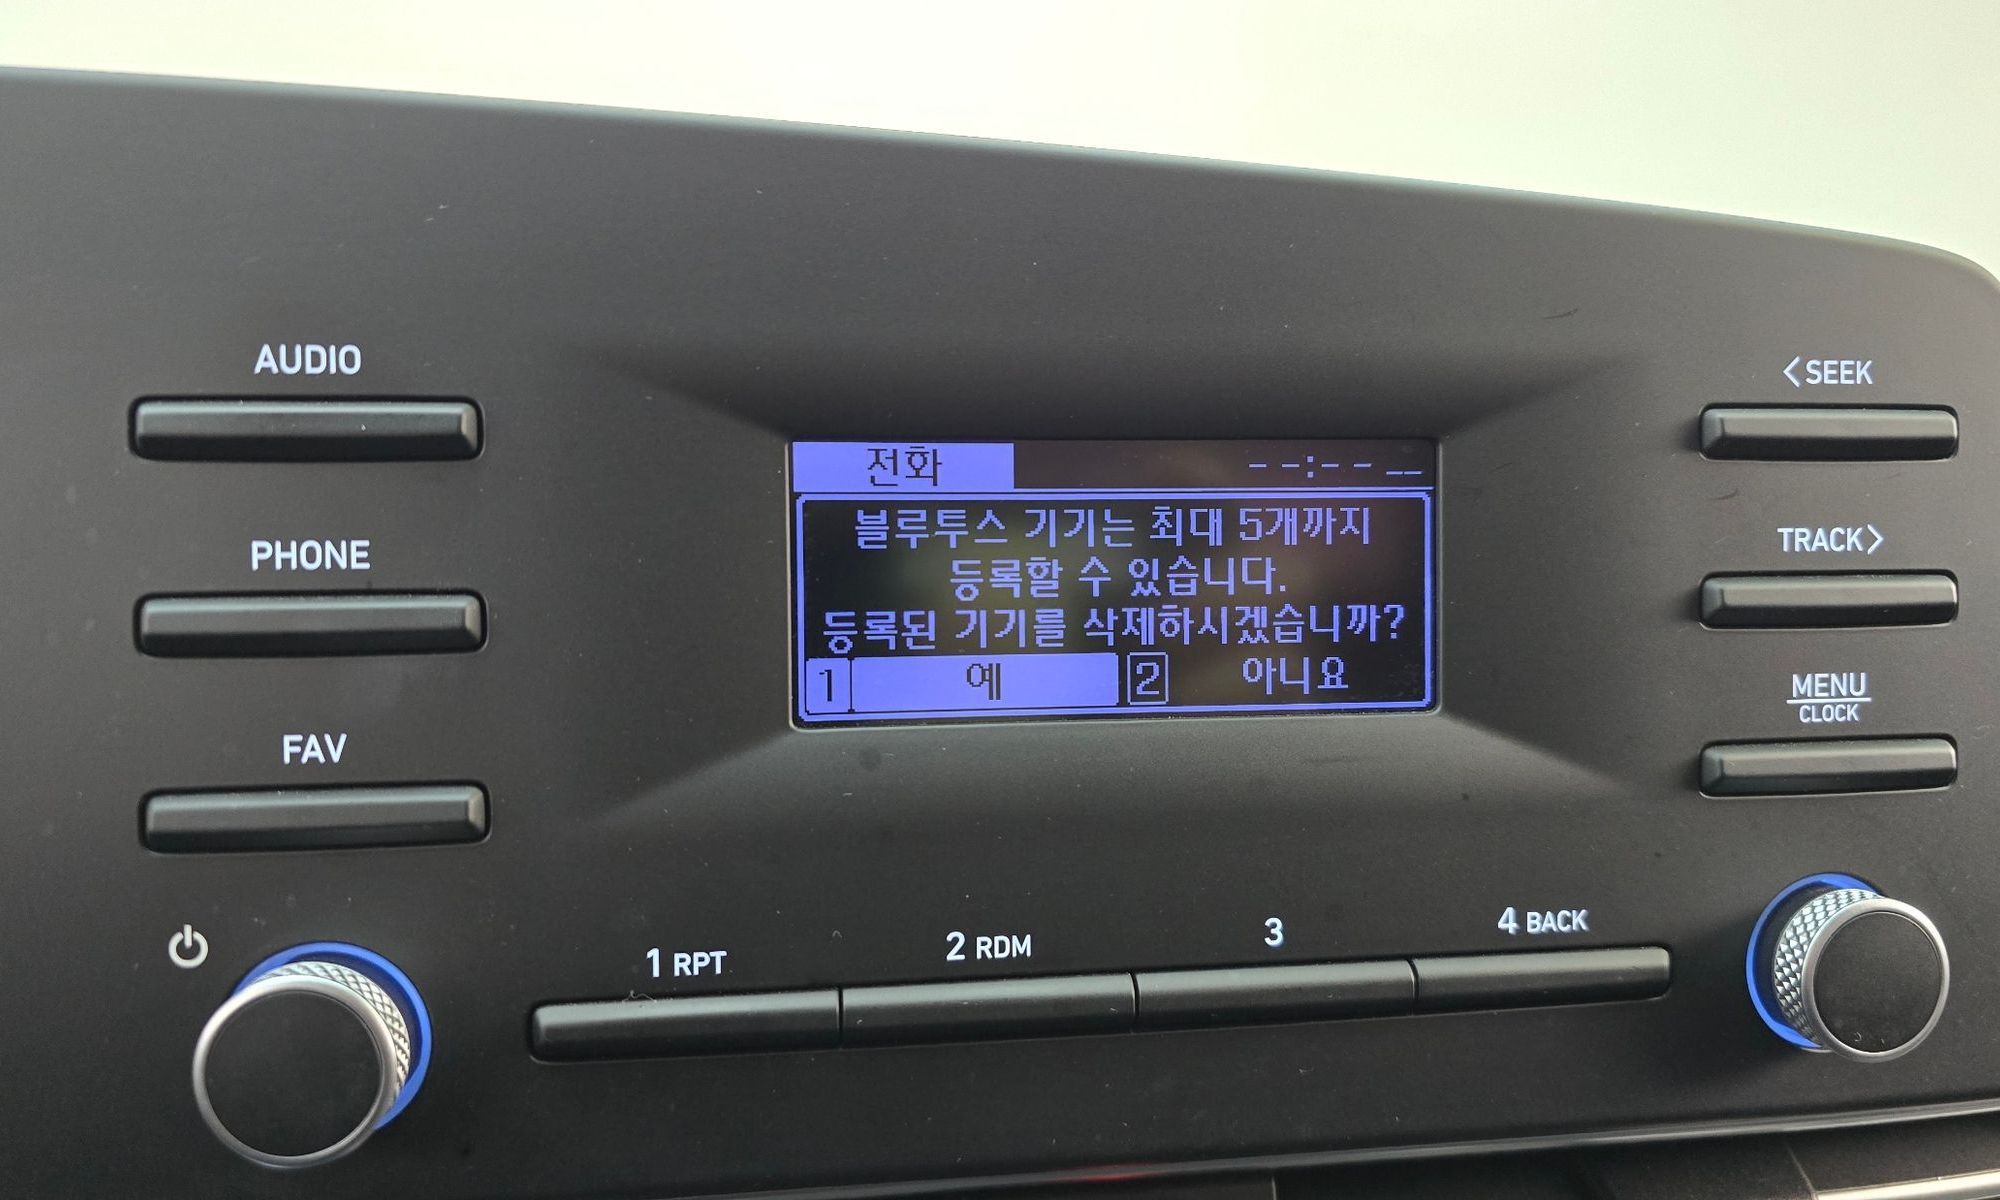 AUDIO
PHONE
FAV
전화 --:-- --
블루투스 기기는 최대 5개까지
등록할 수 있습니다.
등록된 기기를 삭제하시겠습니까?
1 예 2 아니요
<SEEK
TRACK>
MENU
CLOCK
1 RPT 2 RDM 3 4 BACK